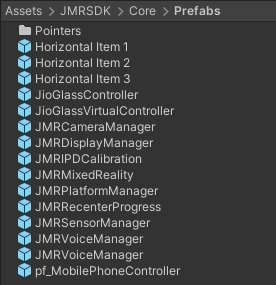 Assets > JMRSDK > Core > Prefabs
Pointers
Horizontal Item 1
Horizontal Item 2
Horizontal Item 3
JioGlassController
JioGlassVirtualController
JMRCameraManager
JMRDisplayManager
JMRIPDCalibration
JMRMixedReality
JMRPlatformManager
JMRRecenterProgress
JMRSensorManager
JMRVoiceManager
JMRVoiceManager
pf_MobilePhoneController